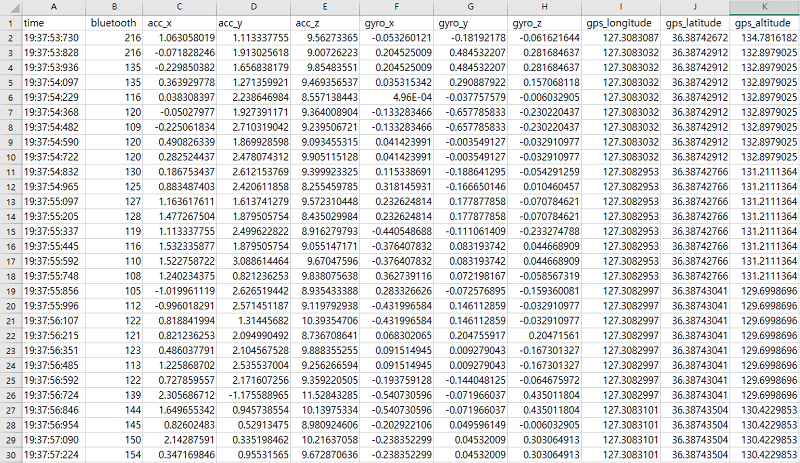 A B C D E F G H I J K
1 time bluetooth acc_x acc_y acc_z gyro_x gyro_y gyro_z gps_longitude gps_latitude gps_altitude
2 19:37:53:730 216 1.063058019 1.113337755 9.56273365 -0.053260121 -0.18192178 -0.061621644 127.3083087 36.38742672 134.7816182
3 19:37:53:828 216 -0.071828246 1.913025618 9.00726223 0.204525009 0.484532207 0.281684637 127.3083032 36.38742912 132.8979025
4 19:37:53:936 135 -0.229850382 1.656838179 9.85483551 0.204525009 0.484532207 0.281684637 127.3083032 36.38742912 132.8979025
5 19:37:54:097 135 0.363929778 1.271359921 9.469356537 0.035315342 0.290887922 0.157068118 127.3083032 36.38742912 132.8979025
6 19:37:54:229 116 0.038308397 2.238646984 8.557138443 4.96E-04 -0.037757579 -0.006032905 127.3083032 36.38742912 132.8979025
7 19:37:54:368 120 -0.05027977 1.927391171 9.364008904 -0.133283466 -0.657785833 -0.230220437 127.3083032 36.38742912 132.8979025
8 19:37:54:482 109 -0.225061834 2.710319042 9.239506721 -0.133283466 -0.657785833 -0.230220437 127.3083032 36.38742912 132.8979025
9 19:37:54:590 120 0.490826339 1.869928598 9.093455315 0.041423991 -0.003549127 -0.032910977 127.3083032 36.38742912 132.8979025
10 19:37:54:722 120 0.282524437 2.478074312 9.905115128 0.041423991 -0.003549127 -0.032910977 127.3083032 36.38742912 132.8979025
11 19:37:54:832 130 0.186753437 2.612153769 9.399923325 0.115338691 -0.188641295 -0.054291259 127.3082953 36.38742766 131.2111364
12 19:37:54:965 125 0.883487403 2.420611858 8.255459785 0.318145931 -0.166650146 0.010460457 127.3082953 36.38742766 131.2111364
13 19:37:55:097 127 1.163617611 1.613741279 9.572310448 0.232624814 0.177877858 -0.070784621 127.3082953 36.38742766 131.2111364
14 19:37:55:205 128 1.477267504 1.879505754 8.435029984 0.232624814 0.177877858 -0.070784621 127.3082953 36.38742766 131.2111364
15 19:37:55:337 119 1.113337755 2.499622822 8.916279793 -0.440548688 -0.111061409 -0.233274788 127.3082953 36.38742766 131.2111364
16 19:37:55:445 116 1.532335877 1.879505754 9.055147171 -0.376407832 0.083193742 0.044668909 127.3082953 36.38742766 131.2111364
17 19:37:55:592 110 1.522758722 3.088614464 9.67047596 -0.376407832 0.083193742 0.044668909 127.3082953 36.38742766 131.2111364
18 19:37:55:748 108 1.240234375 0.821236253 9.838075638 0.362739116 0.072198167 -0.058567319 127.3082953 36.38742766 131.2111364
19 19:37:55:856 105 -1.019961119 2.626519442 8.935433388 0.283326626 -0.072576895 -0.159360081 127.3082997 36.38743041 129.6998696
20 19:37:55:996 112 -0.996018291 2.571451187 9.119792938 -0.431996584 0.146112859 -0.032910977 127.3082997 36.38743041 129.6998696
21 19:37:56:107 122 0.818841994 1.31445682 10.39354706 -0.431996584 0.146112859 -0.032910977 127.3082997 36.38743041 129.6998696
22 19:37:56:215 121 0.821236253 2.094990492 8.736708641 0.068302065 0.204755917 0.20471561 127.3082997 36.38743041 129.6998696
23 19:37:56:351 123 0.486037791 2.104567528 9.888355255 0.091514945 0.009279043 -0.167301327 127.3082997 36.38743041 129.6998696
24 19:37:56:485 113 1.225868702 2.535537004 9.256266594 0.091514945 0.009279043 -0.167301327 127.3082997 36.38743041 129.6998696
25 19:37:56:592 122 0.727859557 2.171607256 9.359220505 -0.193759128 -0.144048125 -0.064675972 127.3082997 36.38743041 129.6998696
26 19:37:56:724 139 2.305686712 -1.175588965 11.52843285 -0.540730596 -0.071966037 0.435011804 127.3082997 36.38743041 129.6998696
27 19:37:56:846 144 1.649655342 0.945738554 10.13975334 -0.540730596 -0.071966037 0.435011804 127.3083101 36.38743504 130.4229853
28 19:37:56:954 145 0.82602483 0.52913475 8.980924606 -0.202922106 0.049596149 -0.006032905 127.3083101 36.38743504 130.4229853
29 19:37:57:090 150 2.14287591 0.335198462 10.21637058 -0.238352299 0.04532009 0.303064913 127.3083101 36.38743504 130.4229853
30 19:37:57:224 154 0.347169846 0.95531565 9.672870636 -0.238352299 0.04532009 0.303064913 127.3083101 36.38743504 130.4229853